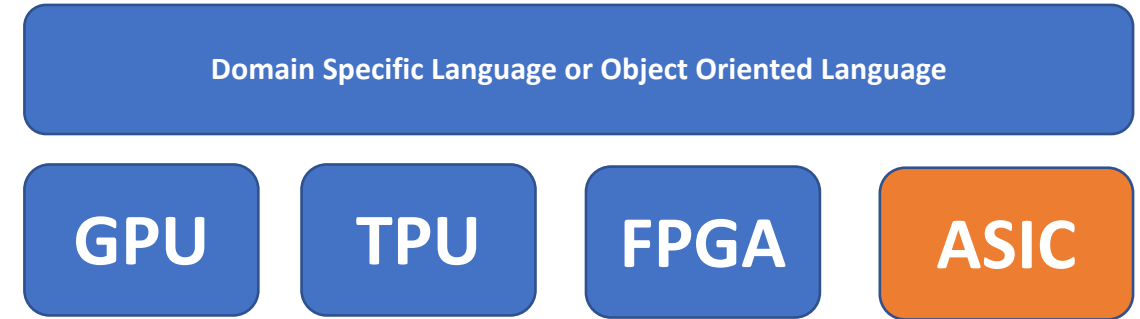 Domain Specific Language or Object Oriented Language
GPU
TPU
FPGA
ASIC